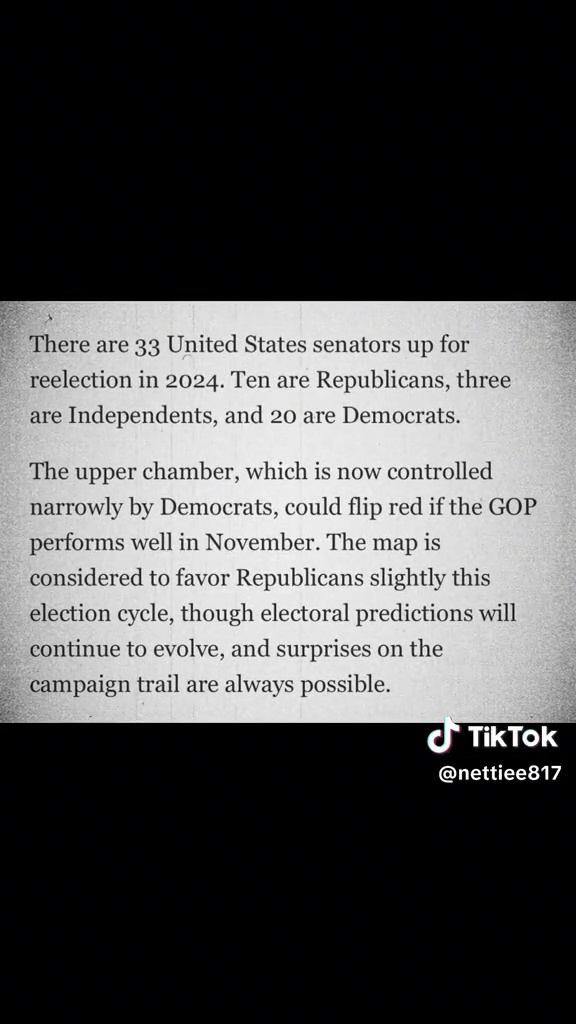 There are 33 United States senators up for
reelection in 2024. Ten are Republicans, three
are Independents, and 20 are Democrats.
The upper chamber, which is now controlled
narrowly by Democrats, could flip red if the GOP
performs well in November. The map is
considered to favor Republicans slightly this
election cycle, though electoral predictions will
continue to evolve, and surprises on the
campaign trail are always possible.
TikTok
@nettiee817